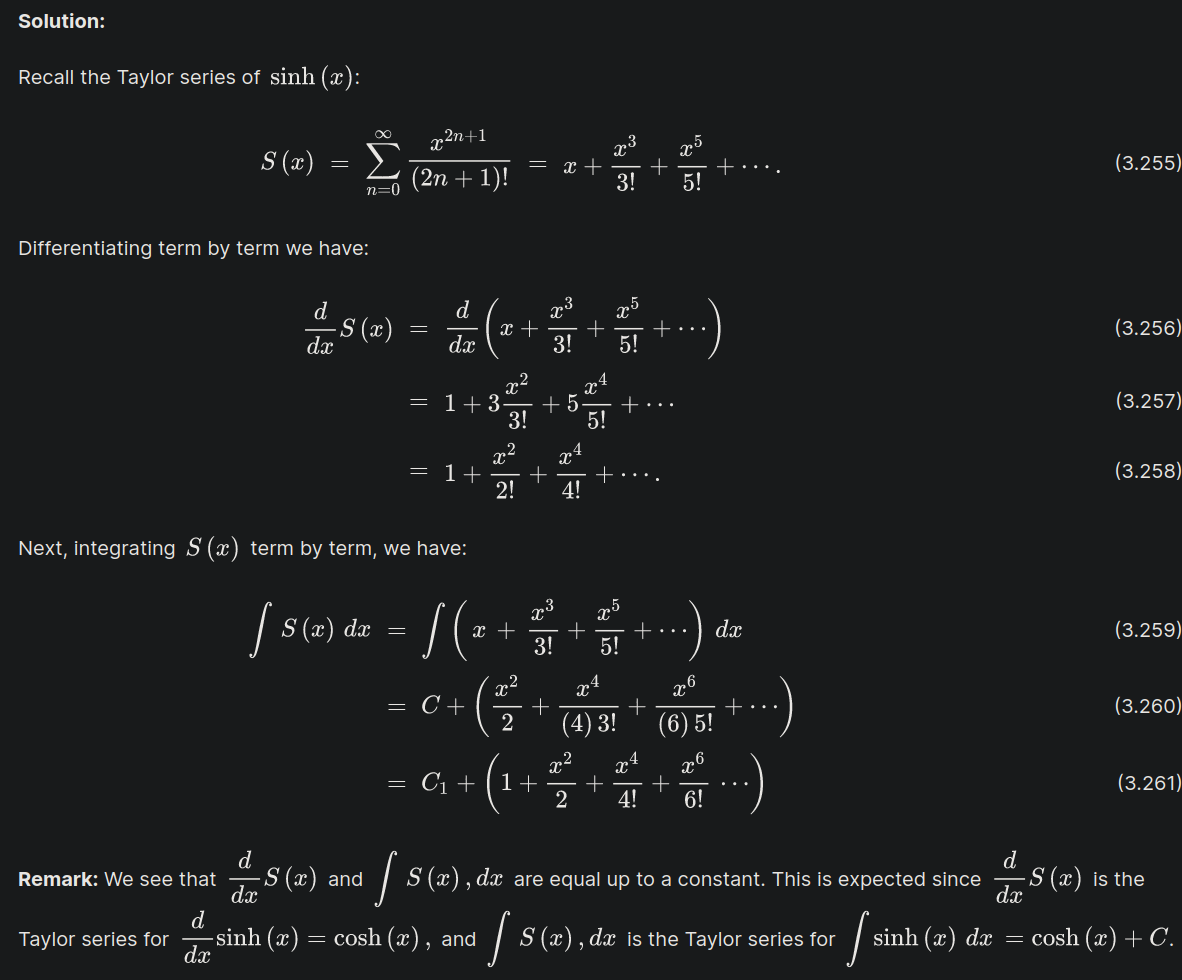 Solution:
Recall the Taylor series of $\sinh(x)$:
$S(x) = \sum_{n=0}^{\infty} \frac{x^{2n+1}}{(2n+1)!} = x + \frac{x^3}{3!} + \frac{x^5}{5!} + \cdots.$ (3.255)
Differentiating term by term we have:
$\frac{d}{dx} S(x) = \frac{d}{dx} \left( x + \frac{x^3}{3!} + \frac{x^5}{5!} + \cdots \right)$ (3.256)
$= 1 + 3\frac{x^2}{3!} + 5\frac{x^4}{5!} + \cdots$ (3.257)
$= 1 + \frac{x^2}{2!} + \frac{x^4}{4!} + \cdots.$ (3.258)
Next, integrating $S(x)$ term by term, we have:
$\int S(x)\ dx = \int \left( x + \frac{x^3}{3!} + \frac{x^5}{5!} + \cdots \right) dx$ (3.259)
$= C + \left( \frac{x^2}{2} + \frac{x^4}{(4)3!} + \frac{x^6}{(6)5!} + \cdots \right)$ (3.260)
$= C_1 + \left( 1 + \frac{x^2}{2} + \frac{x^4}{4!} + \frac{x^6}{6!} \cdots \right)$ (3.261)
Remark: We see that $\frac{d}{dx} S(x)$ and $\int S(x), dx$ are equal up to a constant. This is expected since $\frac{d}{dx} S(x)$ is the
Taylor series for $\frac{d}{dx} \sinh(x) = \cosh(x),$ and $\int S(x), dx$ is the Taylor series for $\int \sinh(x)\ dx = \cosh(x) + C.$